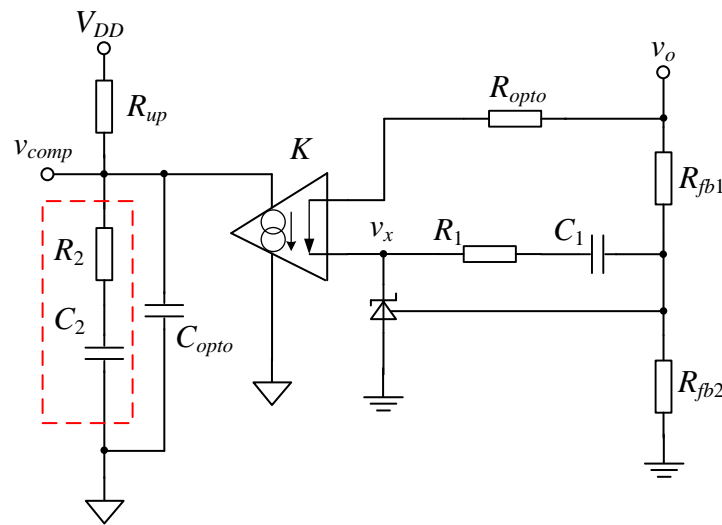 V_DD
v_o
R_up
R_opto
v_comp
K
R_fb1
v_x
R_1
C_1
R_2
C_2
C_opto
R_fb2